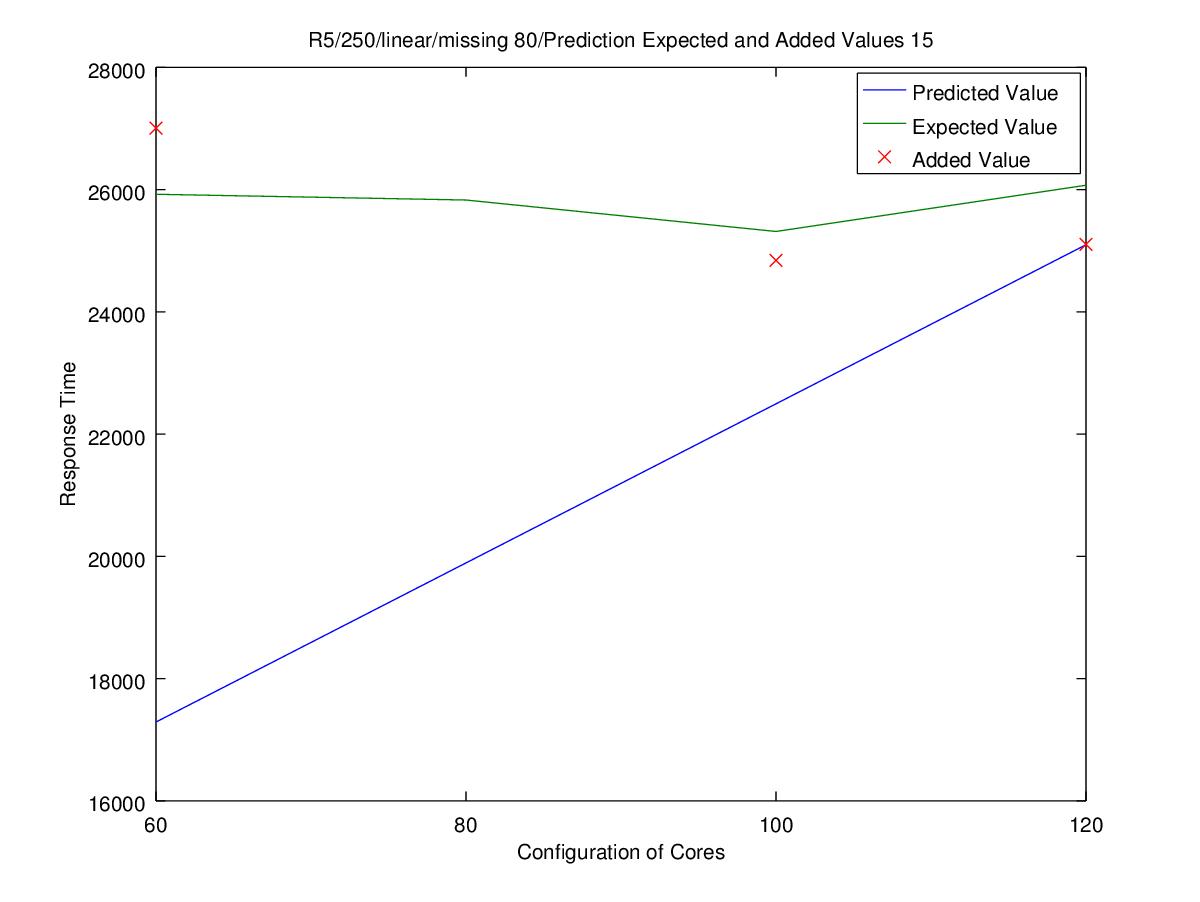 R5/250/linear/missing 80/Prediction Expected and Added Values 15
28000
26000
24000
22000
20000
18000
16000
Response Time
Predicted Value
Expected Value
Added Value
60 80 100 120
Configuration of Cores